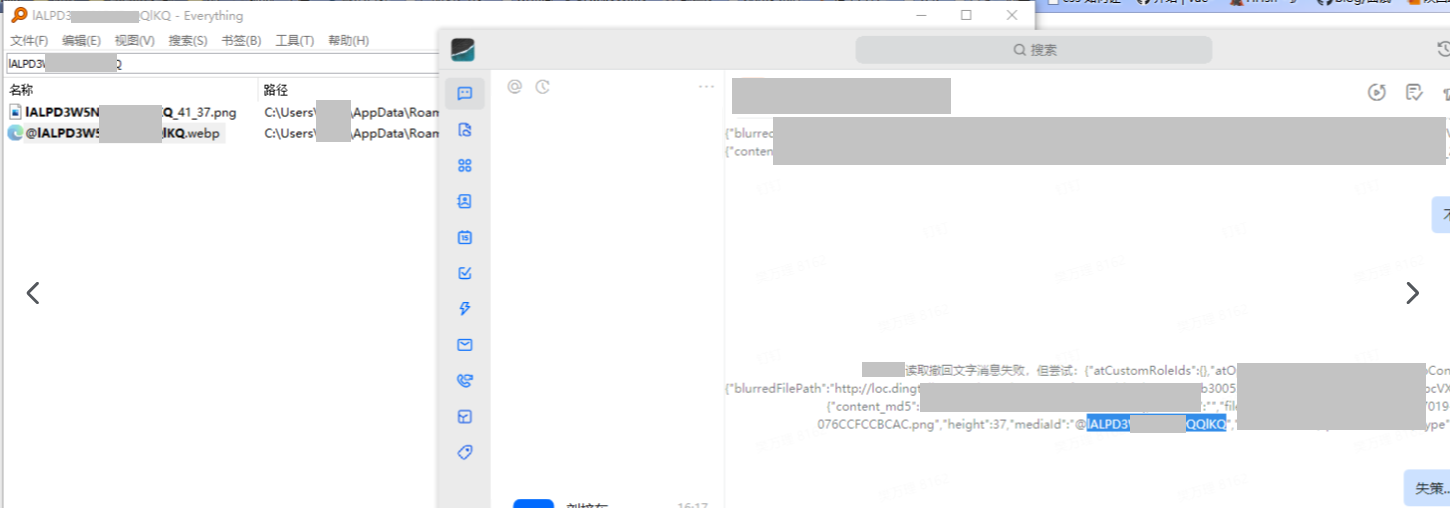 lALPD3 QlKQ - Everything
文件(F) 编辑(E) 视图(V) 搜索(S) 书签(B) 工具(T) 帮助(H)
lALPD3 Q
名称 路径
lALPD3W5N Q_41_37.png C:\Users\ \AppData\Roam
@lALPD3W5 lKQ.webp C:\Users\ \AppData\Roam
搜索
{"blurred
{"conten
读取撤回文字消息失败，但尝试：{"atCustomRoleIds":{},"atO
{"blurredFilePath":"http://loc.dingt b3005
{"content_md5": :"","file 019
076CCFCCBCAC.png","height":37,"mediaId":"@lALPD3 QQlKQ"," ype"
失策..
16:17